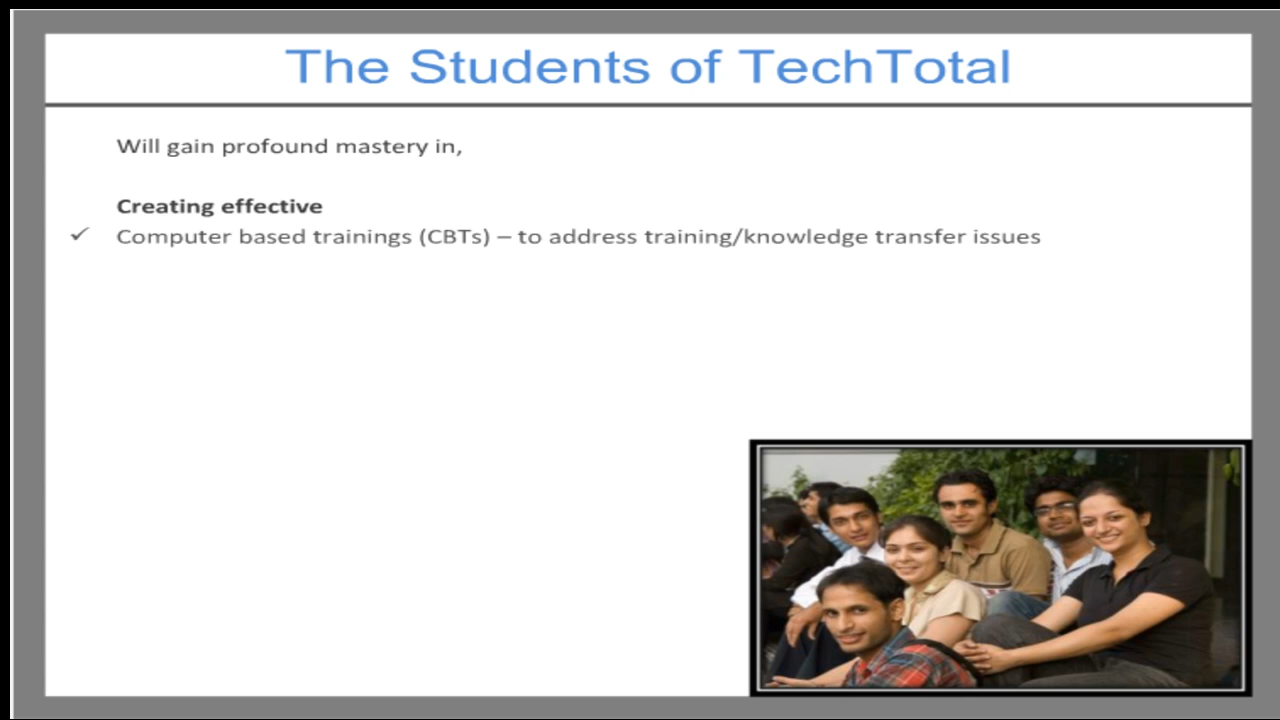 The Students of TechTotal
Will gain profound mastery in,
Creating effective
✓ Computer based trainings (CBTs) – to address training/knowledge transfer issues